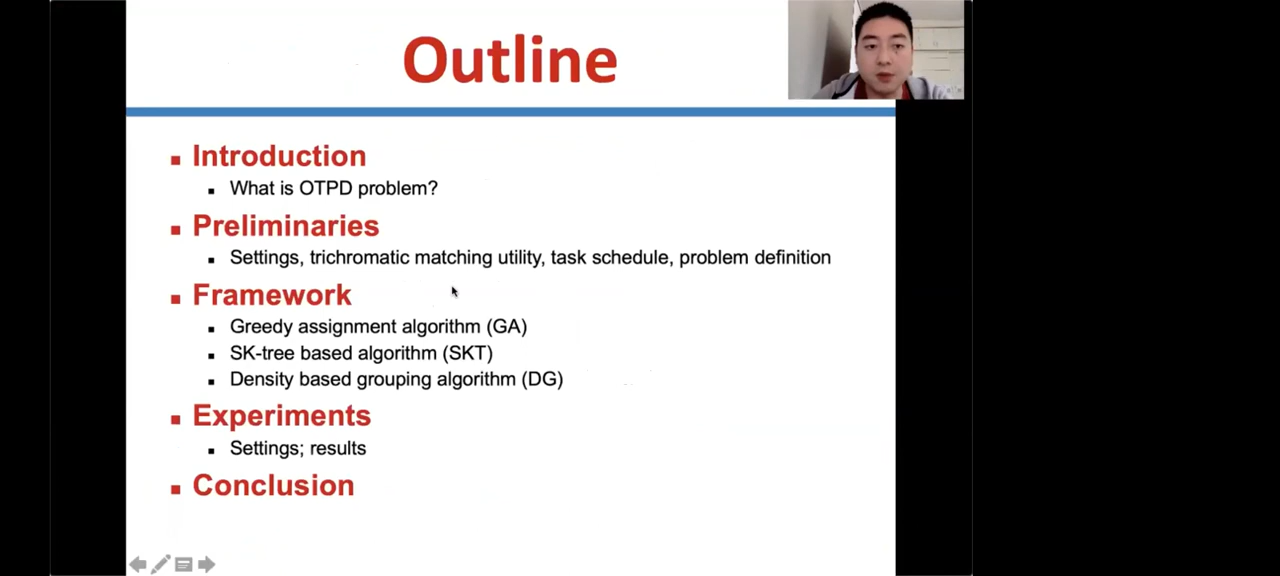 Outline
Introduction
What is OTPD problem?
Preliminaries
Settings, trichromatic matching utility, task schedule, problem definition
Framework
Greedy assignment algorithm (GA)
SK-tree based algorithm (SKT)
Density based grouping algorithm (DG)
Experiments
Settings; results
Conclusion